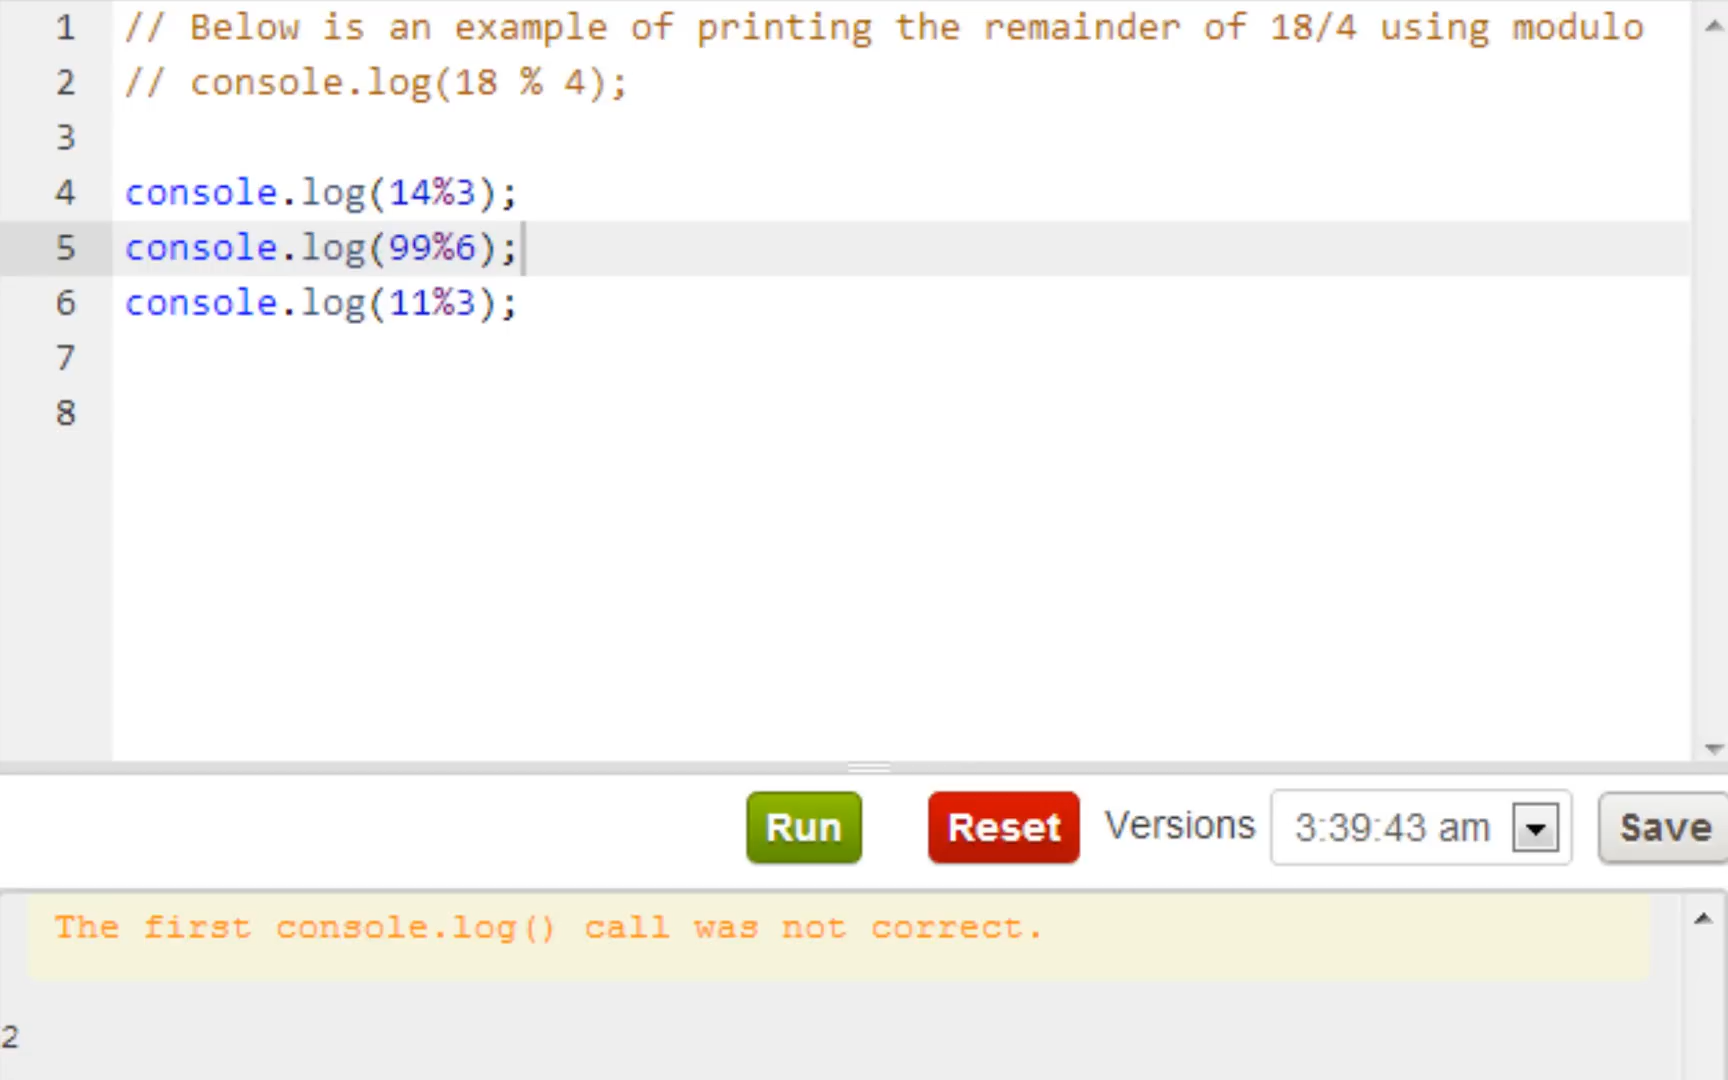 1 // Below is an example of printing the remainder of 18/4 using modulo
2 // console.log(18 % 4);
3
4 console.log(14%3);
5 console.log(99%6);
6 console.log(11%3);
7
8
Run Reset Versions 3:39:43 am Save
The first console.log() call was not correct.
2